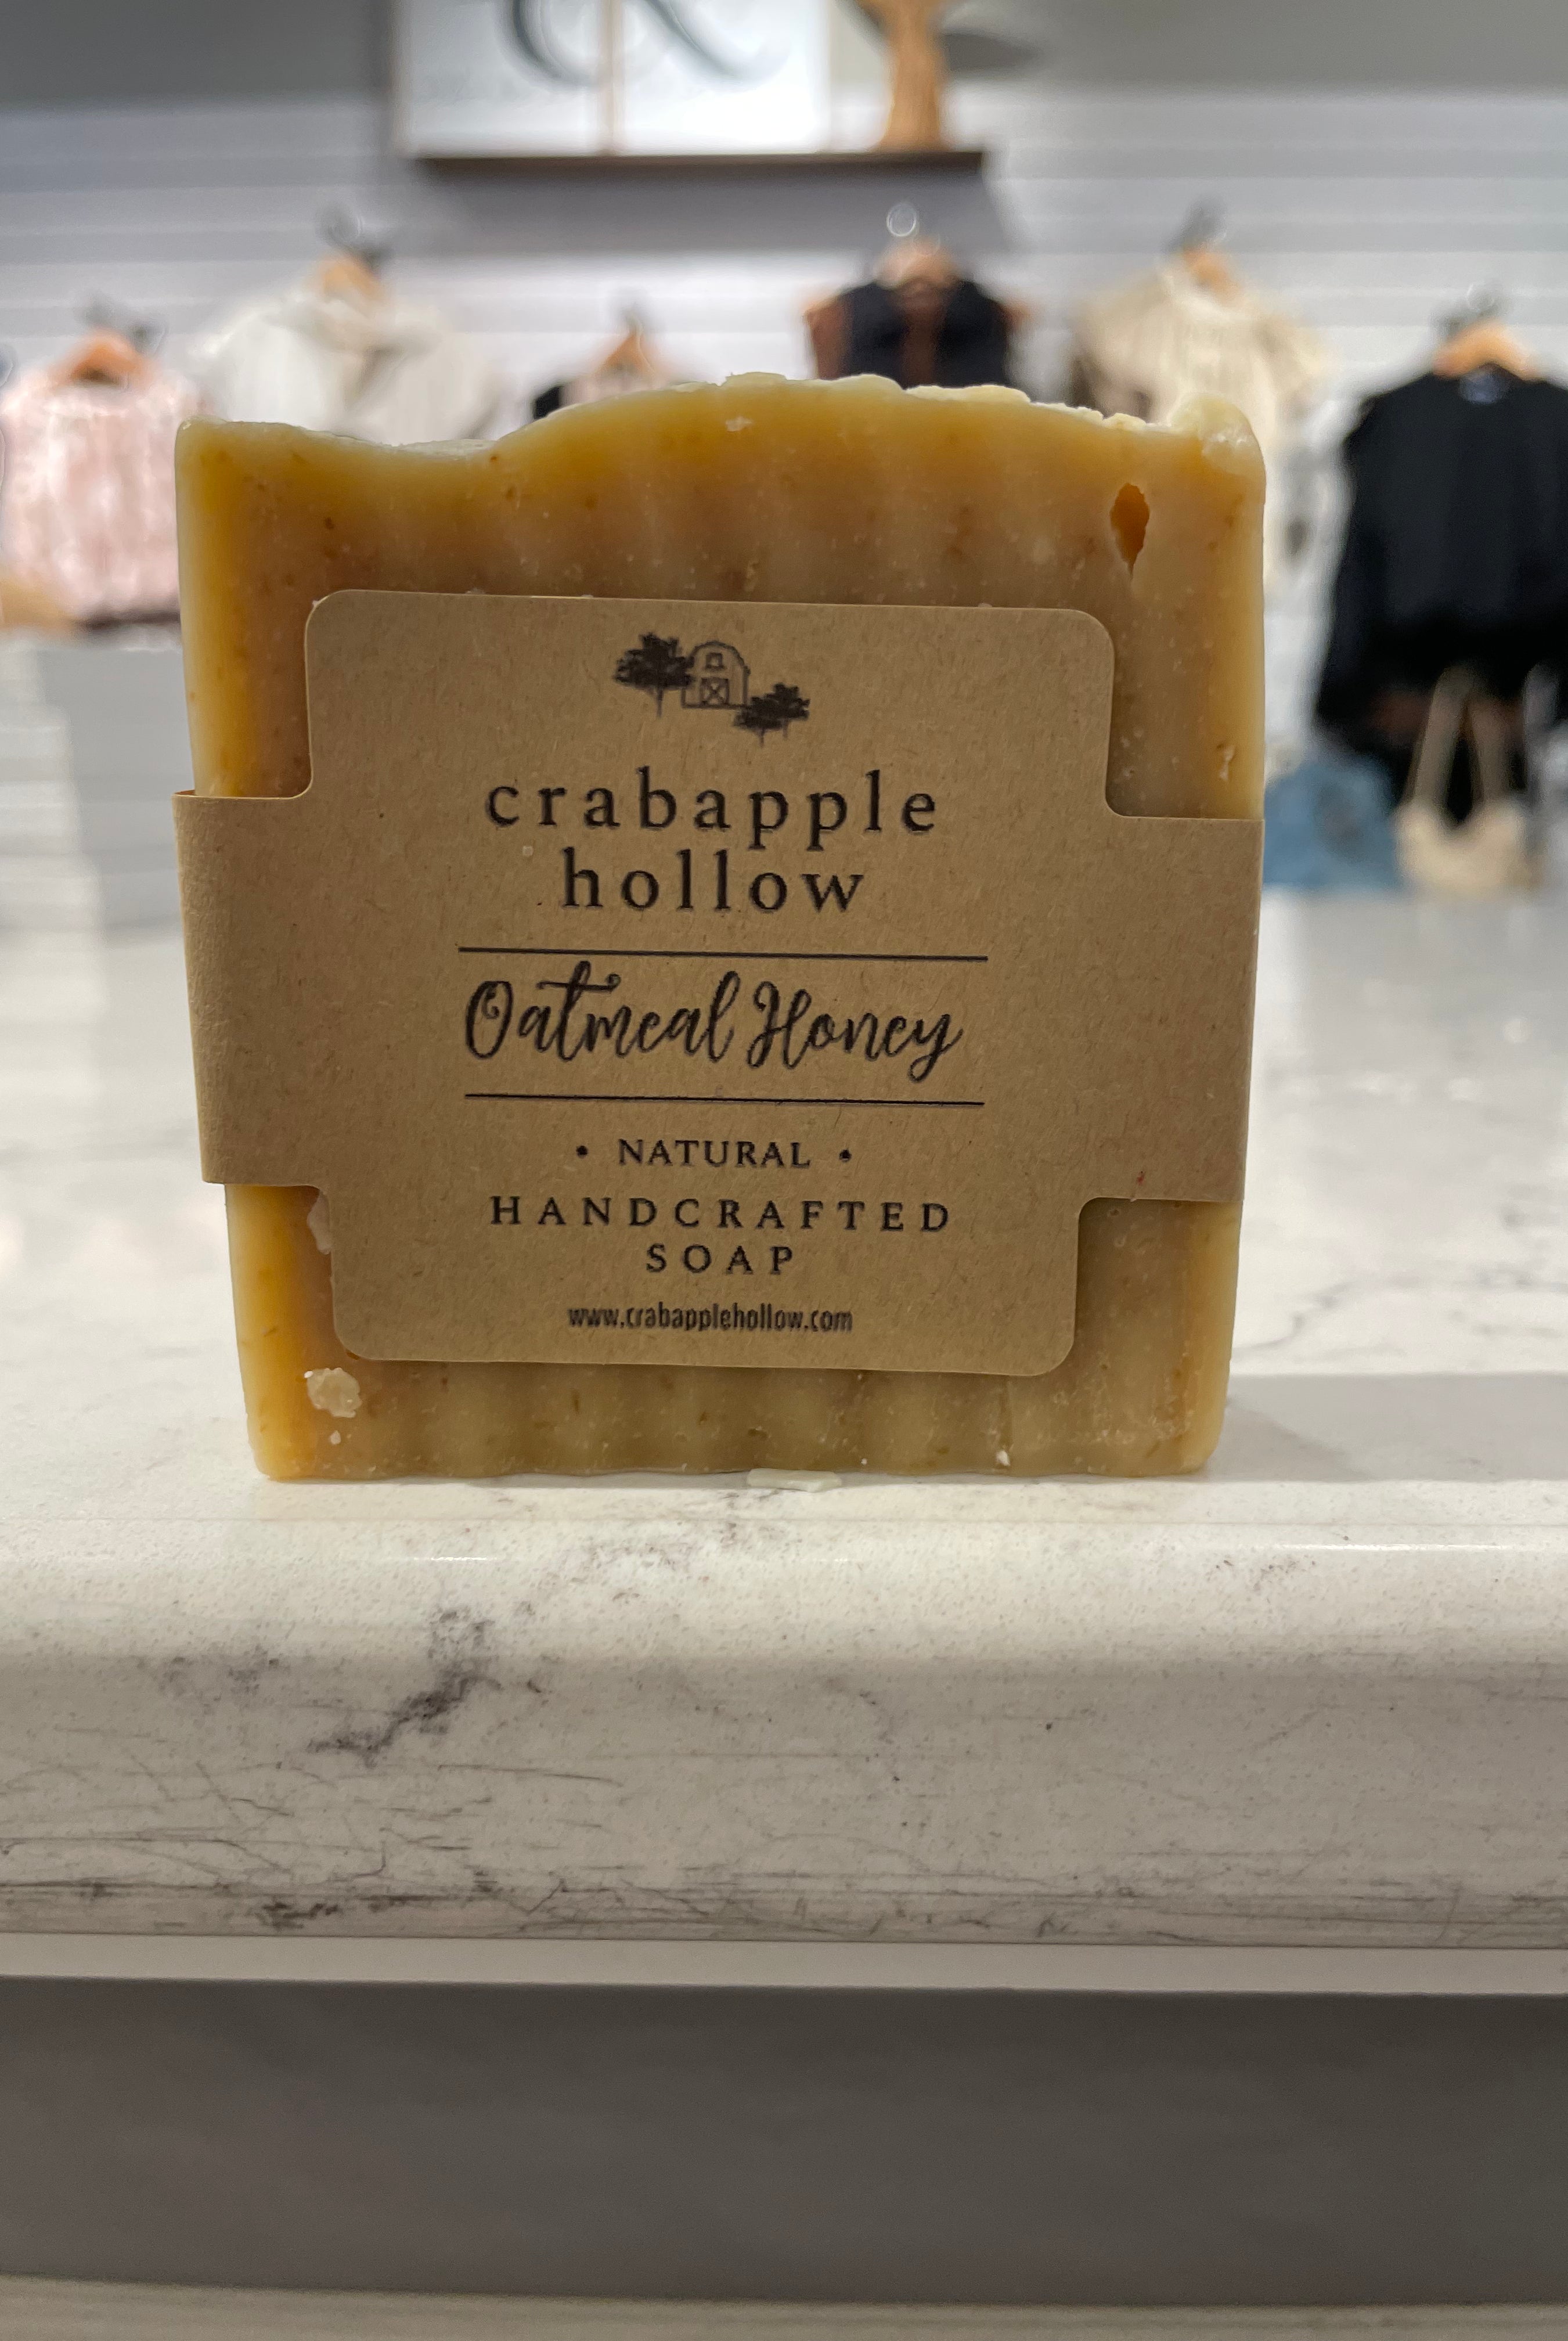 crabapple
hollow
Oatmeal Honey
• NATURAL •
HANDCRAFTED
SOAP
www.crabapplehollow.com